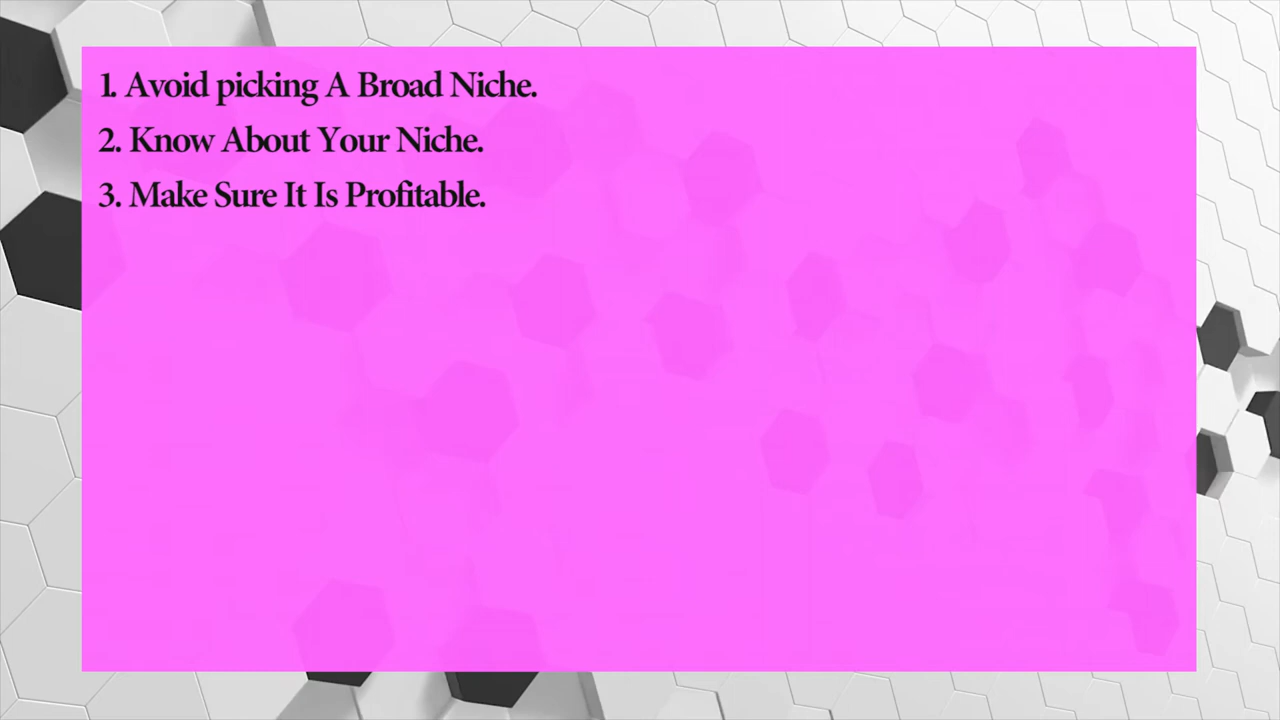 1. Avoid picking A Broad Niche.
2. Know About Your Niche.
3. Make Sure It Is Profitable.